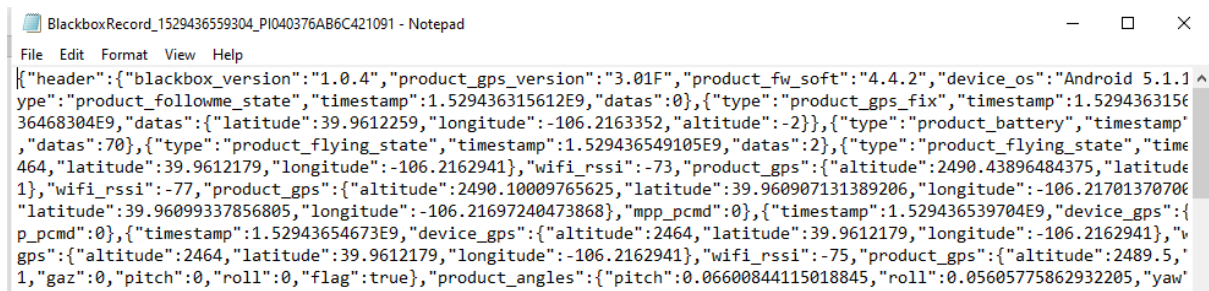 BlackboxRecord_1529436559304_PI040376AB6C421091 - Notepad
File Edit Format View Help
{"header":{"blackbox_version":"1.0.4","product_gps_version":"3.01F","product_fw_soft":"4.4.2","device_os":"Android 5.1.1
ype":"product_followme_state","timestamp":1.529436315612E9,"datas":0},{"type":"product_gps_fix","timestamp":1.5294363156
36468304E9,"datas":{"latitude":39.9612259,"longitude":-106.2163352,"altitude":-2}},{"type":"product_battery","timestamp"
,"datas":70},{"type":"product_flying_state","timestamp":1.529436549105E9,"datas":2},{"type":"product_flying_state","time
464,"latitude":39.9612179,"longitude":-106.2162941},"wifi_rssi":-73,"product_gps":{"altitude":2490.43896484375,"latitude
1},"wifi_rssi":-77,"product_gps":{"altitude":2490.10009765625,"latitude":39.960907131389206,"longitude":-106.21701370700
"latitude":39.96099337856805,"longitude":-106.21697240473868},"mpp_pcmd":0},{"timestamp":1.529436539704E9,"device_gps":{
p_pcmd":0},{"timestamp":1.52943654673E9,"device_gps":{"altitude":2464,"latitude":39.9612179,"longitude":-106.2162941},"w
gps":{"altitude":2464,"latitude":39.9612179,"longitude":-106.2162941},"wifi_rssi":-75,"product_gps":{"altitude":2489.5,"
1,"gaz":0,"pitch":0,"roll":0,"flag":true},"product_angles":{"pitch":0.06600844115018845,"roll":0.05605775862932205,"yaw"